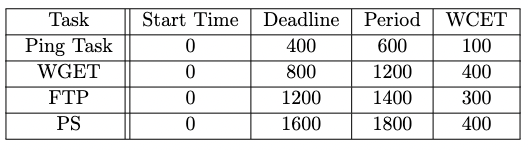 Task Start Time Deadline Period WCET
Ping Task 0 400 600 100
WGET 0 800 1200 400
FTP 0 1200 1400 300
PS 0 1600 1800 400